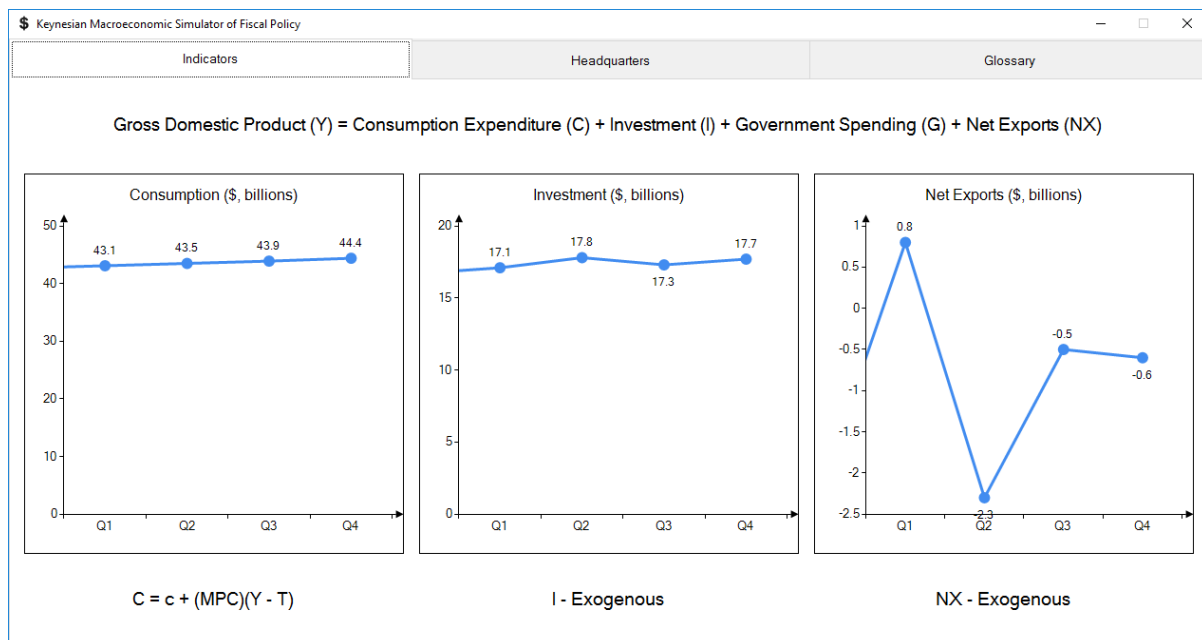 $ Keynesian Macroeconomic Simulator of Fiscal Policy
Indicators
Headquarters
Glossary
Gross Domestic Product (Y) = Consumption Expenditure (C) + Investment (I) + Government Spending (G) + Net Exports (NX)
Consumption ($, billions)
50
40
30
20
10
0
43.1
43.5
43.9
44.4
Q1
Q2
Q3
Q4
C = c + (MPC)(Y - T)
Investment ($, billions)
20
15
10
5
0
17.1
17.8
17.3
17.7
Q1
Q2
Q3
Q4
I - Exogenous
Net Exports ($, billions)
1
0.5
0
-0.5
-1
-1.5
-2
-2.5
0.8
-2.3
-0.5
-0.6
Q1
Q2
Q3
Q4
NX - Exogenous